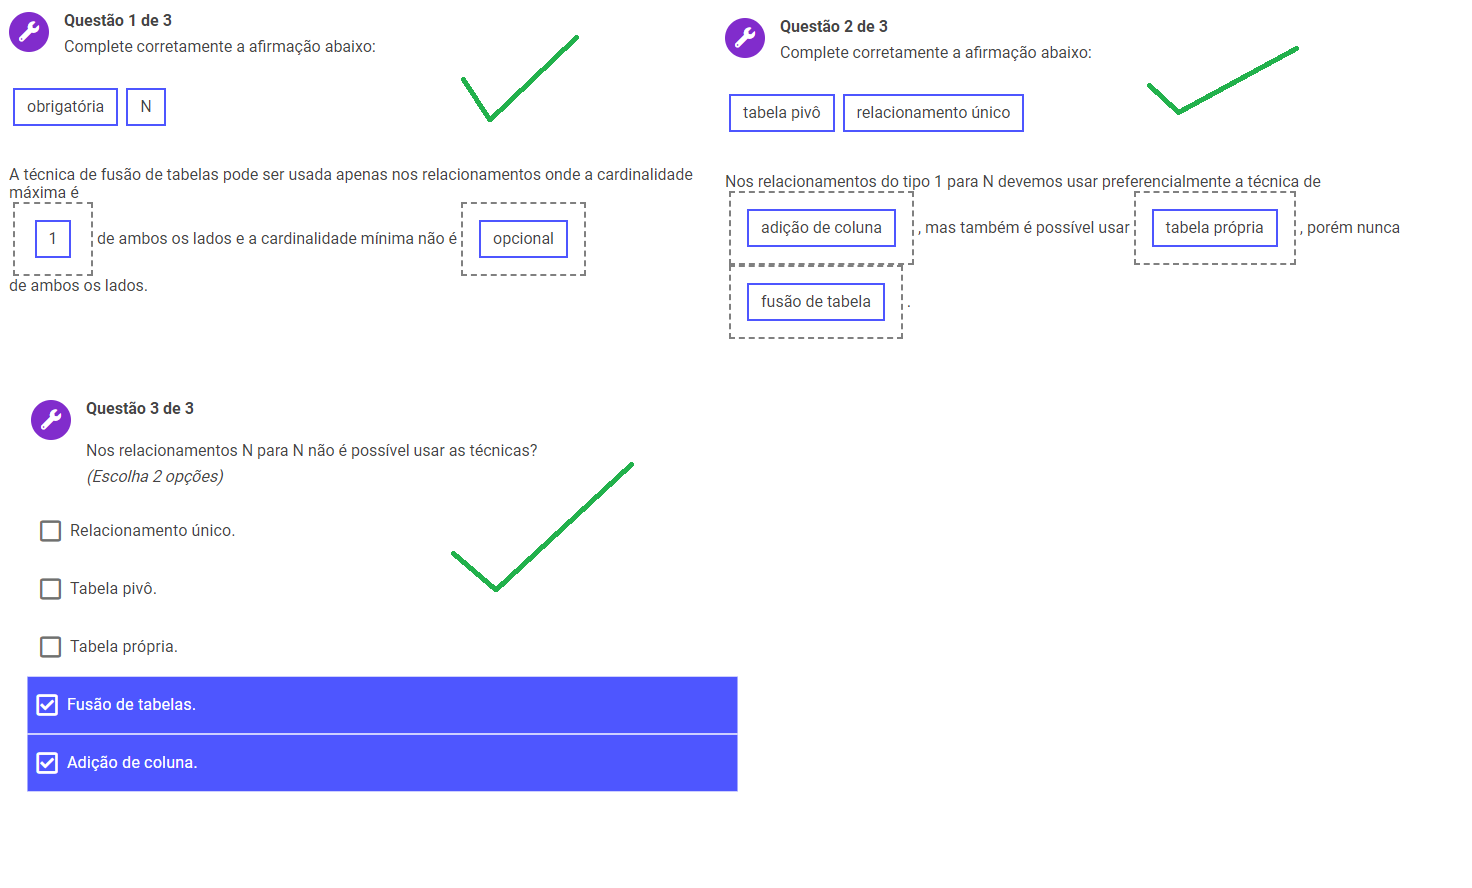 Questão 1 de 3
Complete corretamente a afirmação abaixo:
obrigatória N
A técnica de fusão de tabelas pode ser usada apenas nos relacionamentos onde a cardinalidade
máxima é
1 de ambos os lados e a cardinalidade mínima não é opcional
de ambos os lados.
Questão 2 de 3
Complete corretamente a afirmação abaixo:
tabela pivô relacionamento único
Nos relacionamentos do tipo 1 para N devemos usar preferencialmente a técnica de
adição de coluna , mas também é possível usar tabela própria , porém nunca
fusão de tabela .
Questão 3 de 3
Nos relacionamentos N para N não é possível usar as técnicas?
(Escolha 2 opções)
Relacionamento único.
Tabela pivô.
Tabela própria.
Fusão de tabelas.
Adição de coluna.